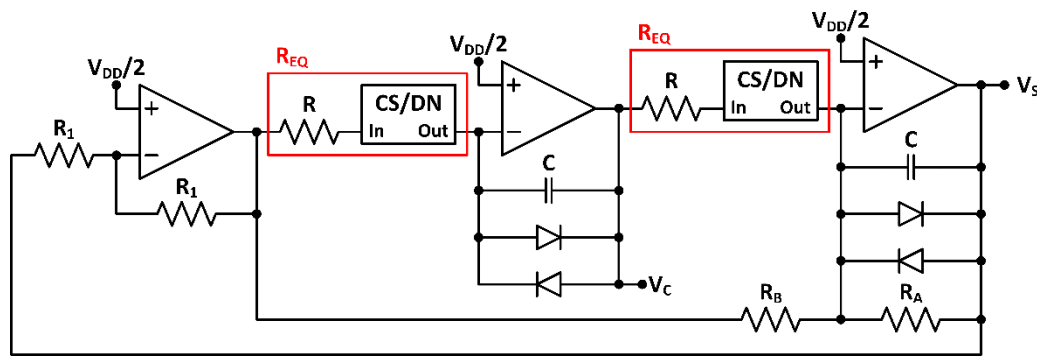 V_DD/2
R_EQ
V_DD/2
R_EQ
V_DD/2
R
CS/DN
In
Out
R
CS/DN
In
Out
V_S
R_1
R_1
C
C
V_C
R_B
R_A
+
−
+
−
+
−